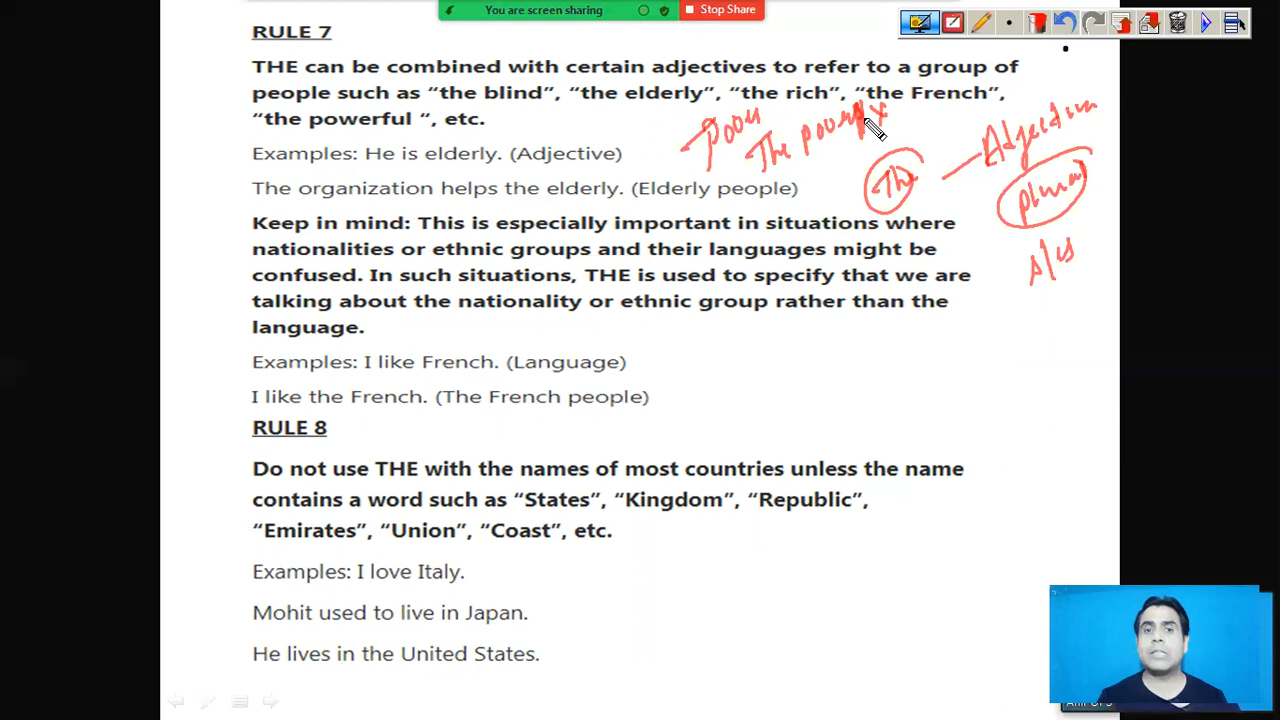 You are screen sharing
Stop Share
RULE 7
THE can be combined with certain adjectives to refer to a group of
people such as “the blind”, “the elderly”, “the rich”, “the French”,
“the powerful “, etc.
Poor
The poor
Examples: He is elderly. (Adjective)
The – Adjective
The organization helps the elderly. (Elderly people)
plural
Keep in mind: This is especially important in situations where
nationalities or ethnic groups and their languages might be
s/es
confused. In such situations, THE is used to specify that we are
talking about the nationality or ethnic group rather than the
language.
Examples: I like French. (Language)
I like the French. (The French people)
RULE 8
Do not use THE with the names of most countries unless the name
contains a word such as “States”, “Kingdom”, “Republic”,
“Emirates”, “Union”, “Coast”, etc.
Examples: I love Italy.
Mohit used to live in Japan.
He lives in the United States.